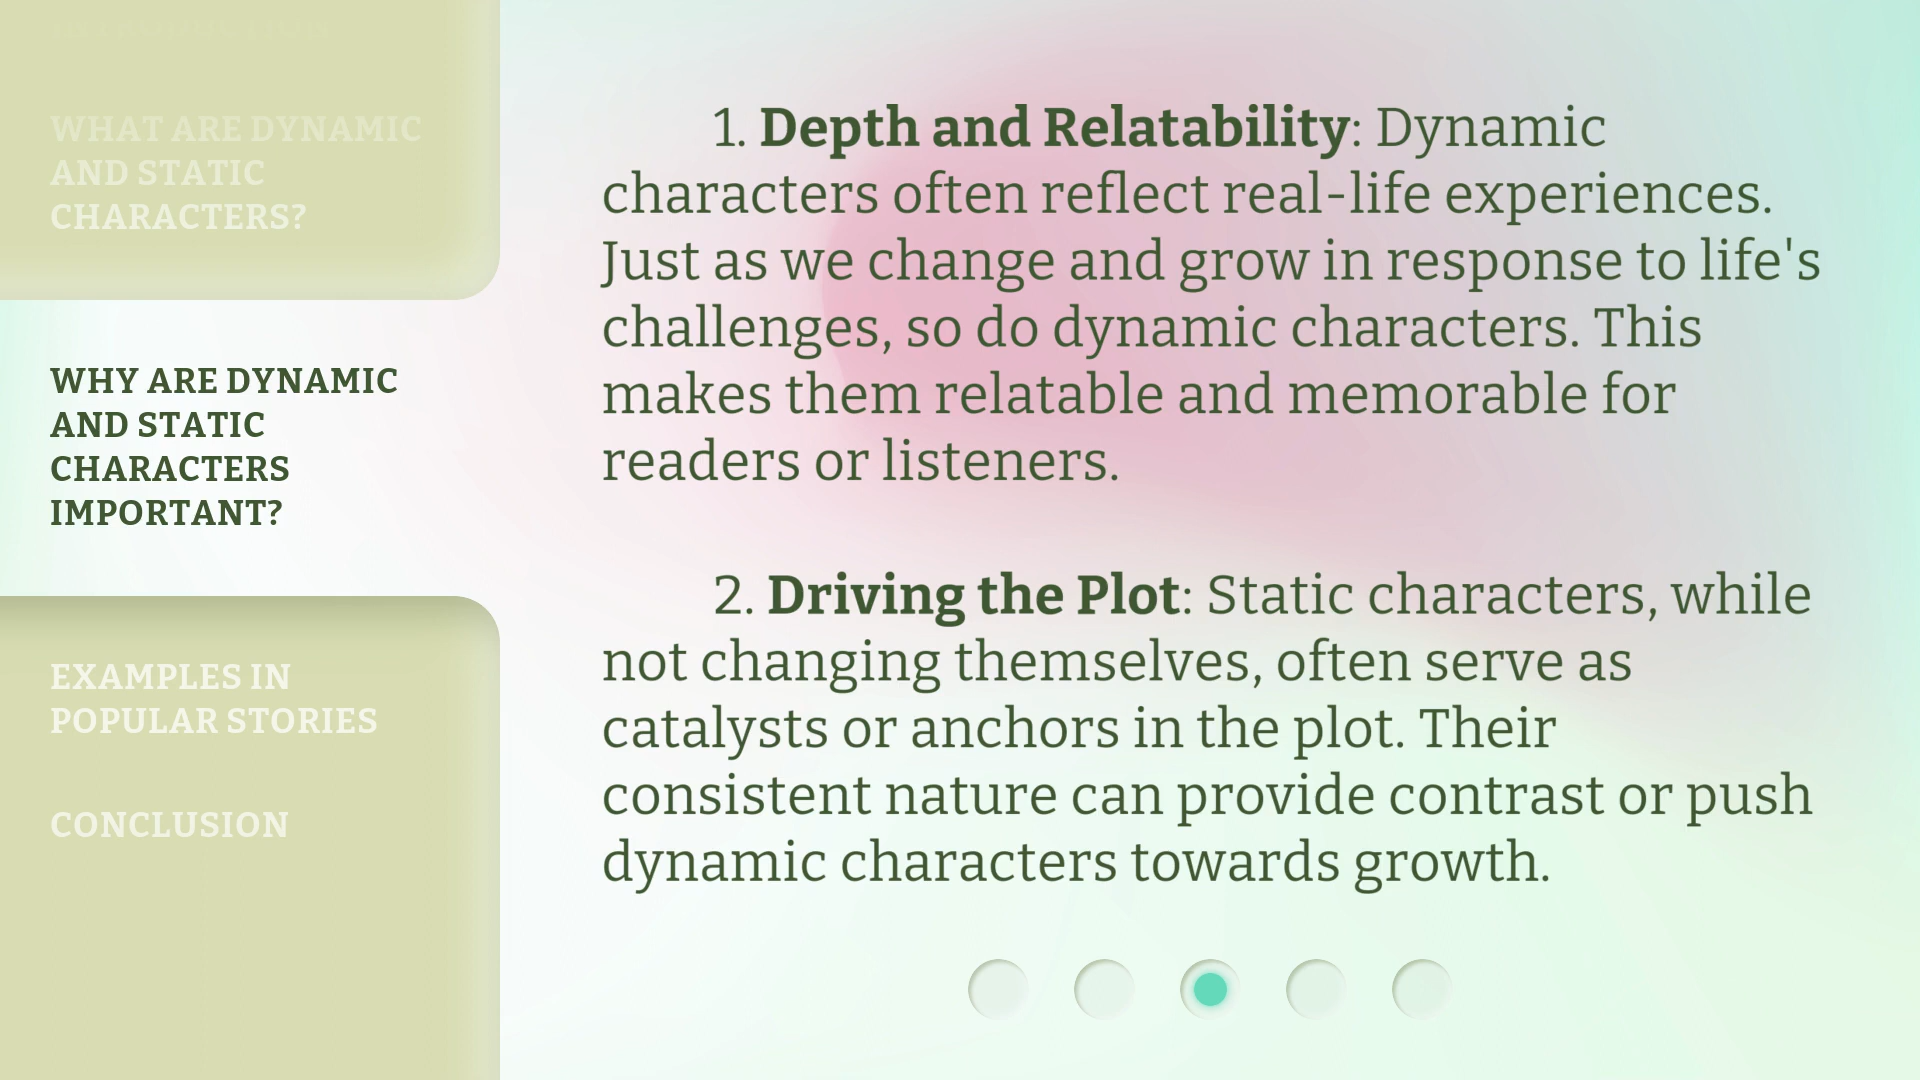 WHAT ARE DYNAMIC
AND STATIC
CHARACTERS?
WHY ARE DYNAMIC
AND STATIC
CHARACTERS
IMPORTANT?
EXAMPLES IN
POPULAR STORIES
CONCLUSION
1. Depth and Relatability: Dynamic
characters often reflect real-life experiences.
Just as we change and grow in response to life's
challenges, so do dynamic characters. This
makes them relatable and memorable for
readers or listeners.
2. Driving the Plot: Static characters, while
not changing themselves, often serve as
catalysts or anchors in the plot. Their
consistent nature can provide contrast or push
dynamic characters towards growth.